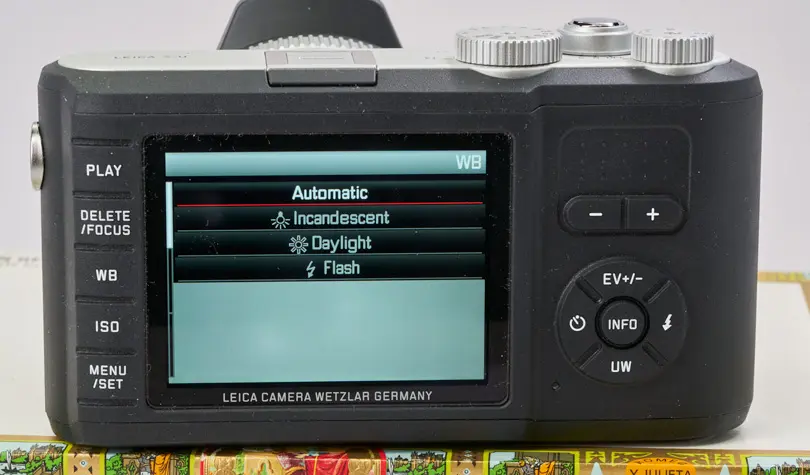 PLAY
DELETE
/FOCUS
WB
ISO
MENU
/SET
WB
Automatic
Incandescent
Daylight
Flash
LEICA CAMERA WETZLAR GERMANY
− +
EV+/−
INFO
UW
Y JULIETA